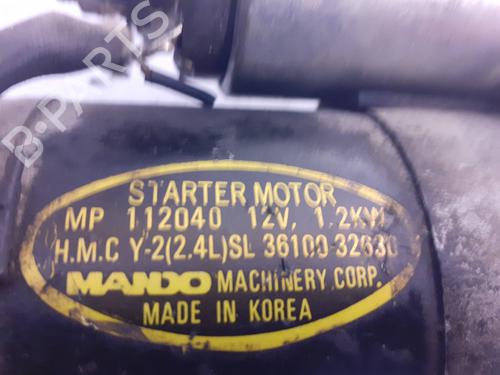 B-PARTS
STARTER MOTOR
MP 112040 12V, 1.2KW
H.M.C Y-2(2.4L)SL 36100-32630
MANDO MACHINERY CORP.
MADE IN KOREA